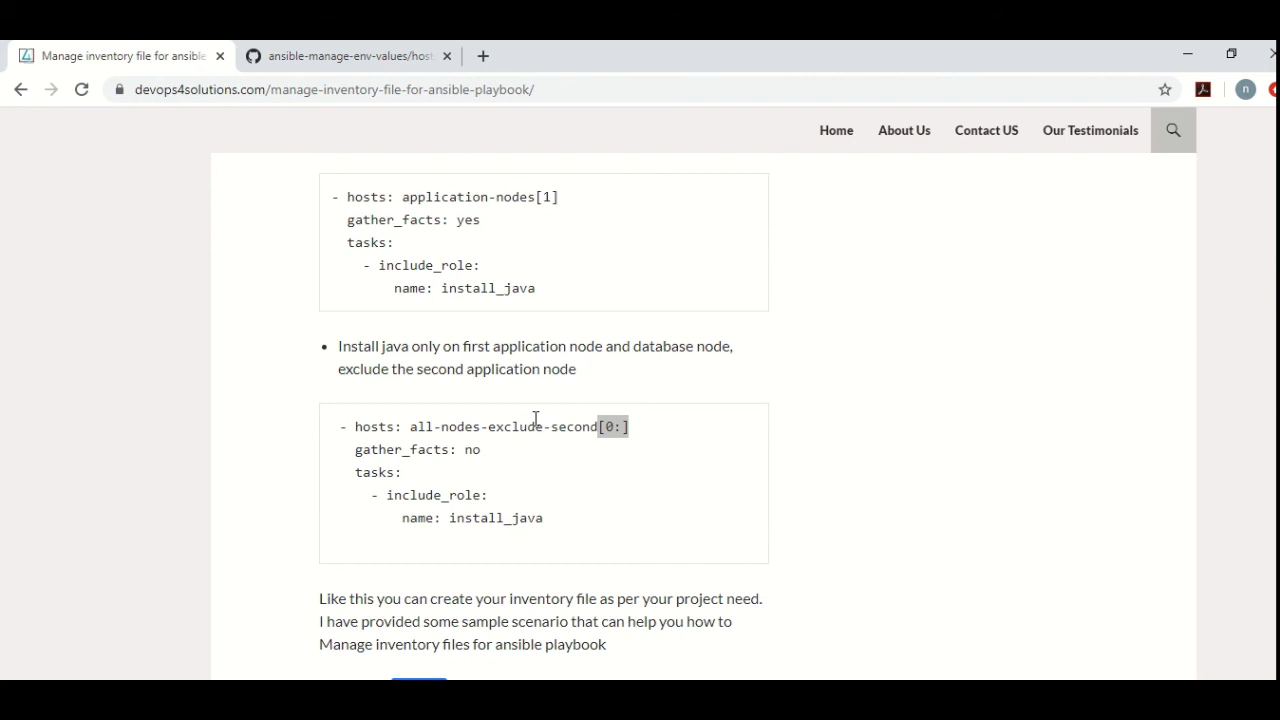 Manage inventory file for ansible
ansible-manage-env-values/host
devops4solutions.com/manage-inventory-file-for-ansible-playbook/
n
Home About Us Contact US Our Testimonials
- hosts: application-nodes[1]
gather_facts: yes
tasks:
- include_role:
name: install_java
• Install java only on first application node and database node,
exclude the second application node
- hosts: all-nodes-exclude-second[0:]
gather_facts: no
tasks:
- include_role:
name: install_java
Like this you can create your inventory file as per your project need.
I have provided some sample scenario that can help you how to
Manage inventory files for ansible playbook